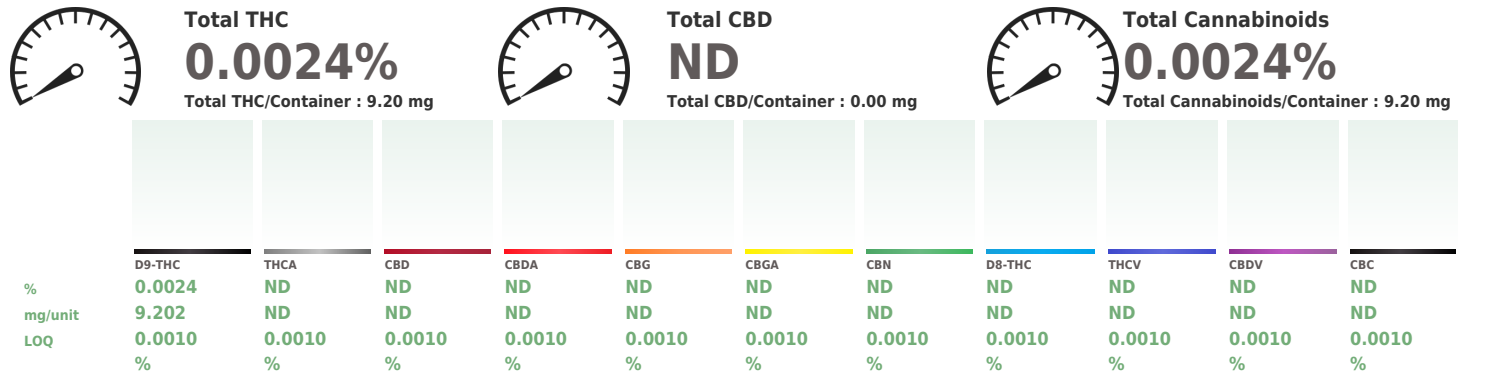 Total THC
0.0024%
Total THC/Container : 9.20 mg
Total CBD
ND
Total CBD/Container : 0.00 mg
Total Cannabinoids
0.0024%
Total Cannabinoids/Container : 9.20 mg
D9-THC THCA CBD CBDA CBG CBGA CBN D8-THC THCV CBDV CBC
% 0.0024 ND ND ND ND ND ND ND ND ND ND
mg/unit 9.202 ND ND ND ND ND ND ND ND ND ND
LOQ 0.0010 0.0010 0.0010 0.0010 0.0010 0.0010 0.0010 0.0010 0.0010 0.0010 0.0010
% % % % % % % % % % %